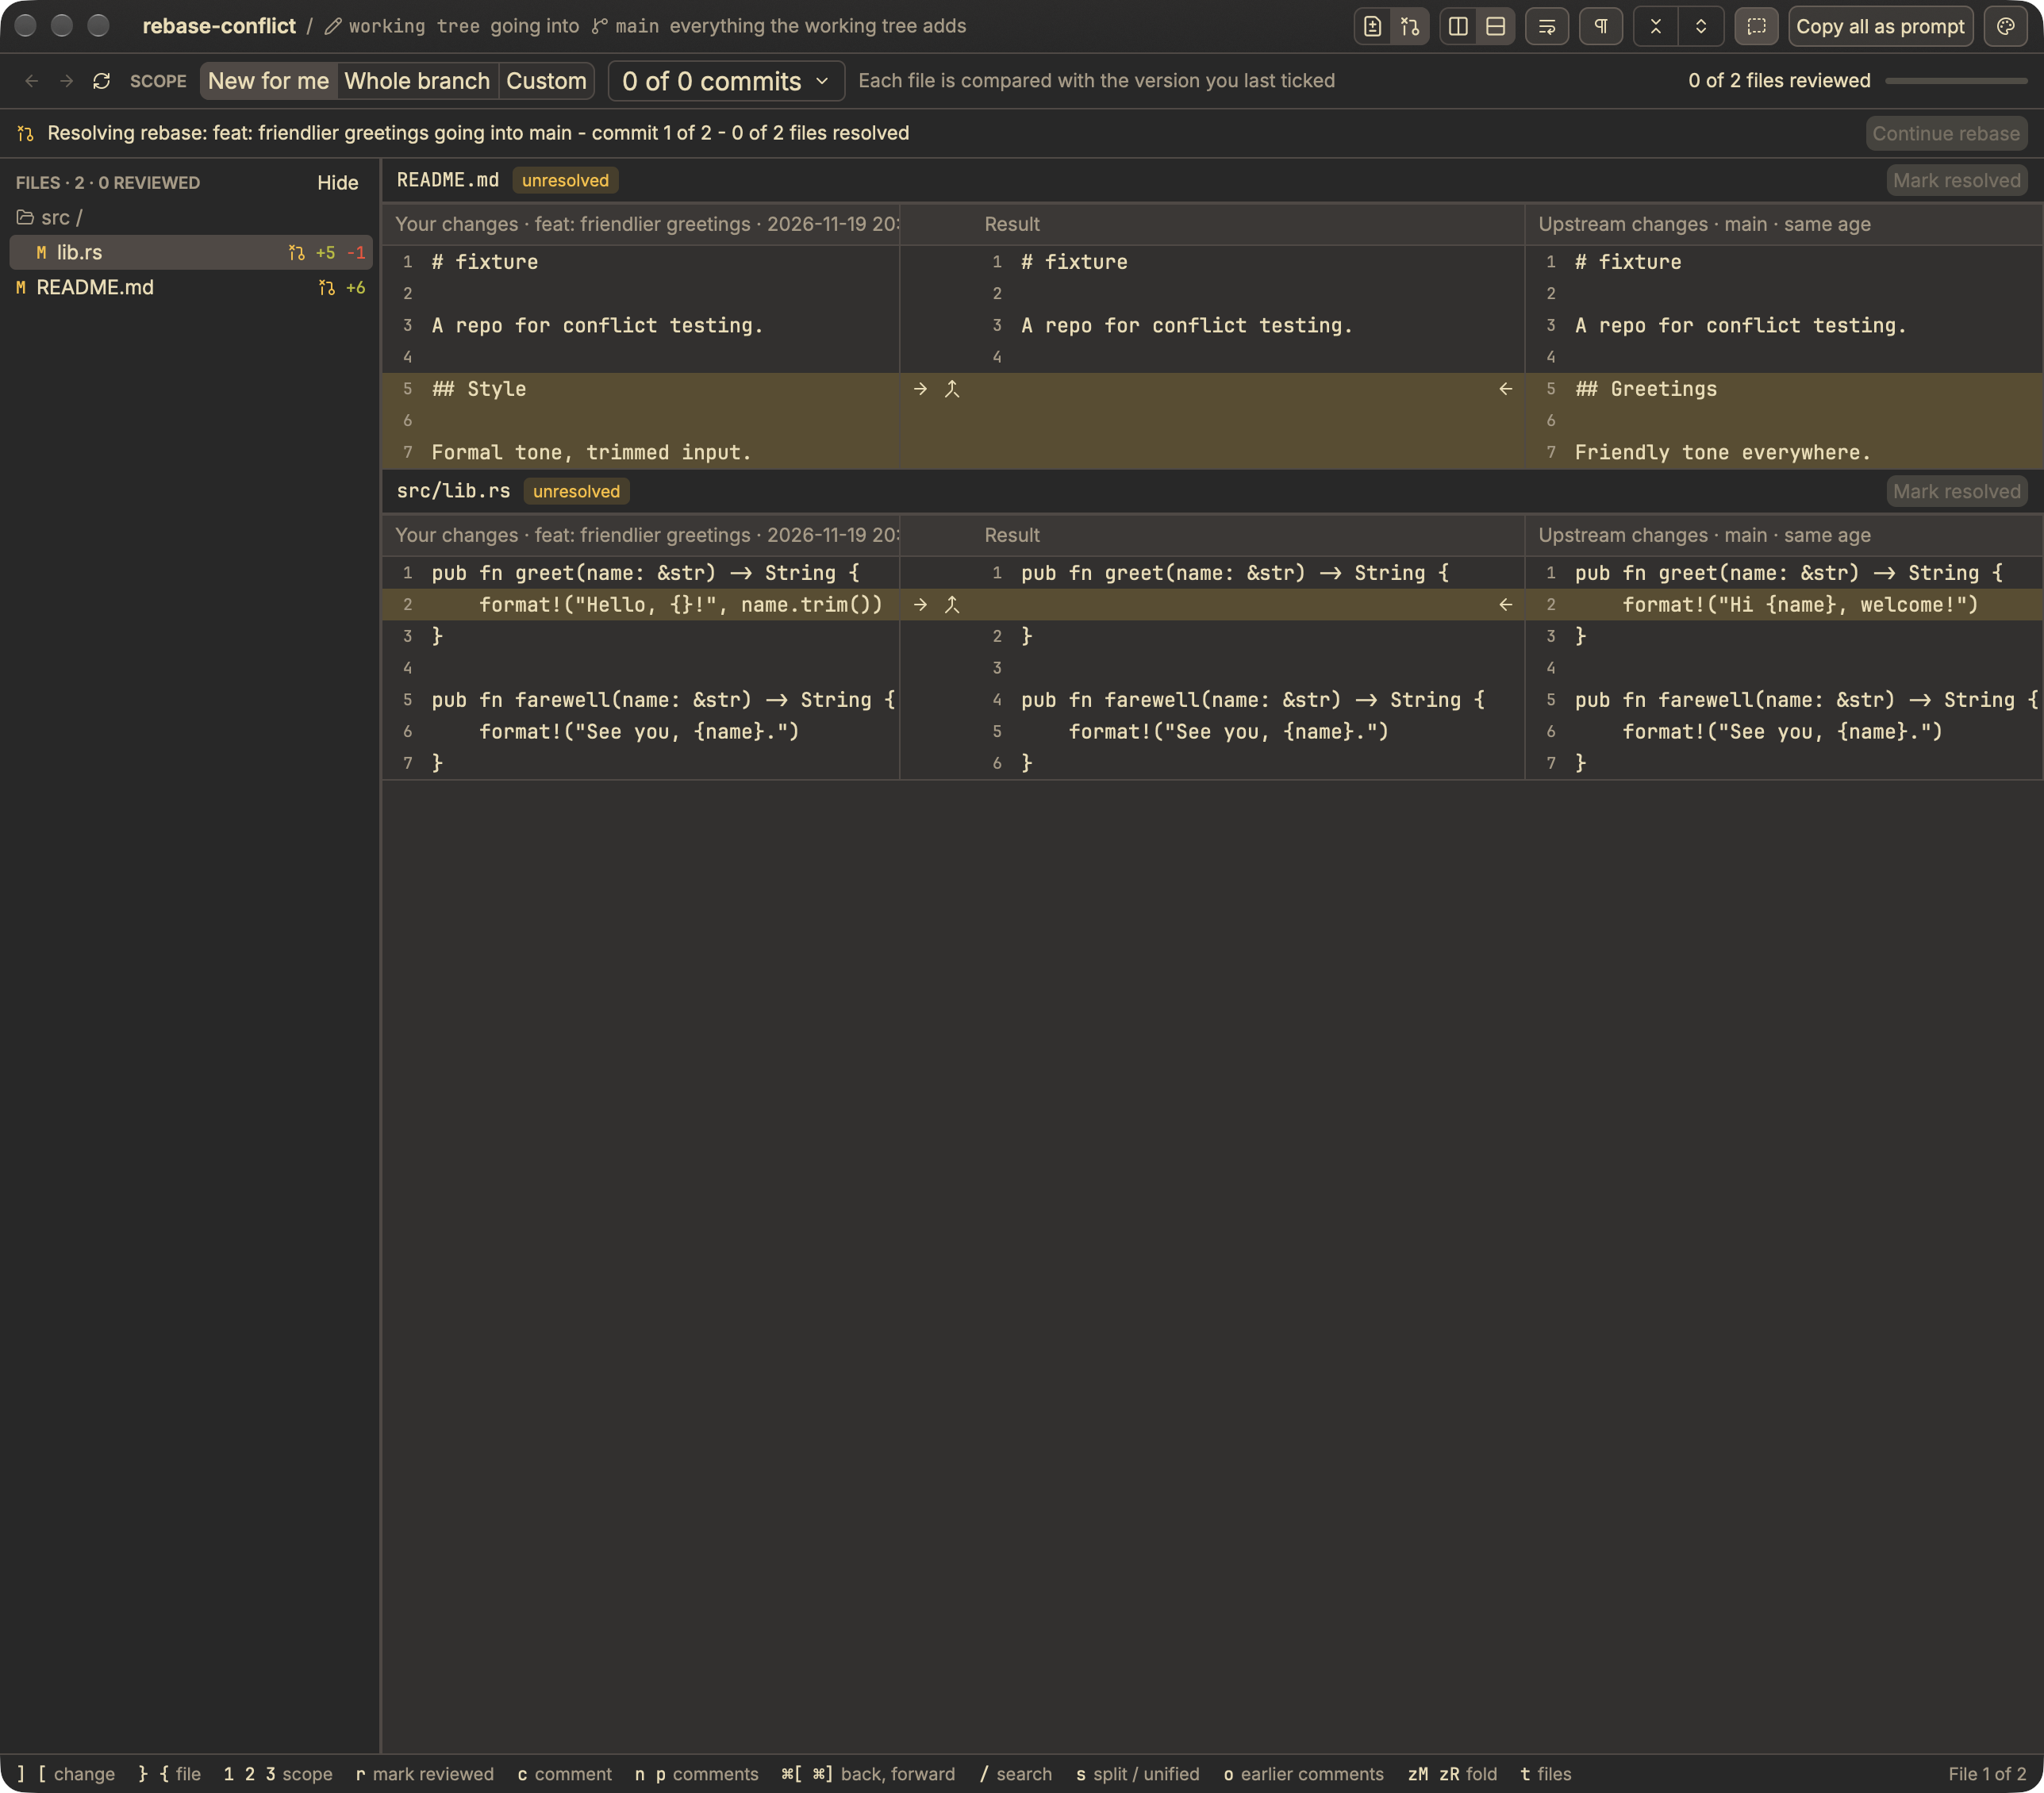 rebase-conflict / working tree going into main everything the working tree adds
Copy all as prompt
SCOPE New for me Whole branch Custom 0 of 0 commits Each file is compared with the version you last ticked 0 of 2 files reviewed
Resolving rebase: feat: friendlier greetings going into main - commit 1 of 2 - 0 of 2 files resolved Continue rebase
FILES · 2 · 0 REVIEWED Hide
src /
M lib.rs +5 -1
M README.md +6
README.md unresolved Mark resolved
Your changes · feat: friendlier greetings · 2026-11-19 20: Result Upstream changes · main · same age
1 # fixture 1 # fixture 1 # fixture
2 2 2
3 A repo for conflict testing. 3 A repo for conflict testing. 3 A repo for conflict testing.
4 4 4
5 ## Style → ← 5 ## Greetings
6 6
7 Formal tone, trimmed input. 7 Friendly tone everywhere.
src/lib.rs unresolved Mark resolved
Your changes · feat: friendlier greetings · 2026-11-19 20: Result Upstream changes · main · same age
1 pub fn greet(name: &str) -> String { 1 pub fn greet(name: &str) -> String { 1 pub fn greet(name: &str) -> String {
2 format!("Hello, {}!", name.trim()) → ← 2 format!("Hi {name}, welcome!")
3 } 2 } 3 }
4 3 4
5 pub fn farewell(name: &str) -> String { 4 pub fn farewell(name: &str) -> String { 5 pub fn farewell(name: &str) -> String {
6 format!("See you, {name}.") 5 format!("See you, {name}.") 6 format!("See you, {name}.")
7 } 6 } 7 }
] [ change } { file 1 2 3 scope r mark reviewed c comment n p comments ⌘[ ⌘] back, forward / search s split / unified o earlier comments zM zR fold t files File 1 of 2